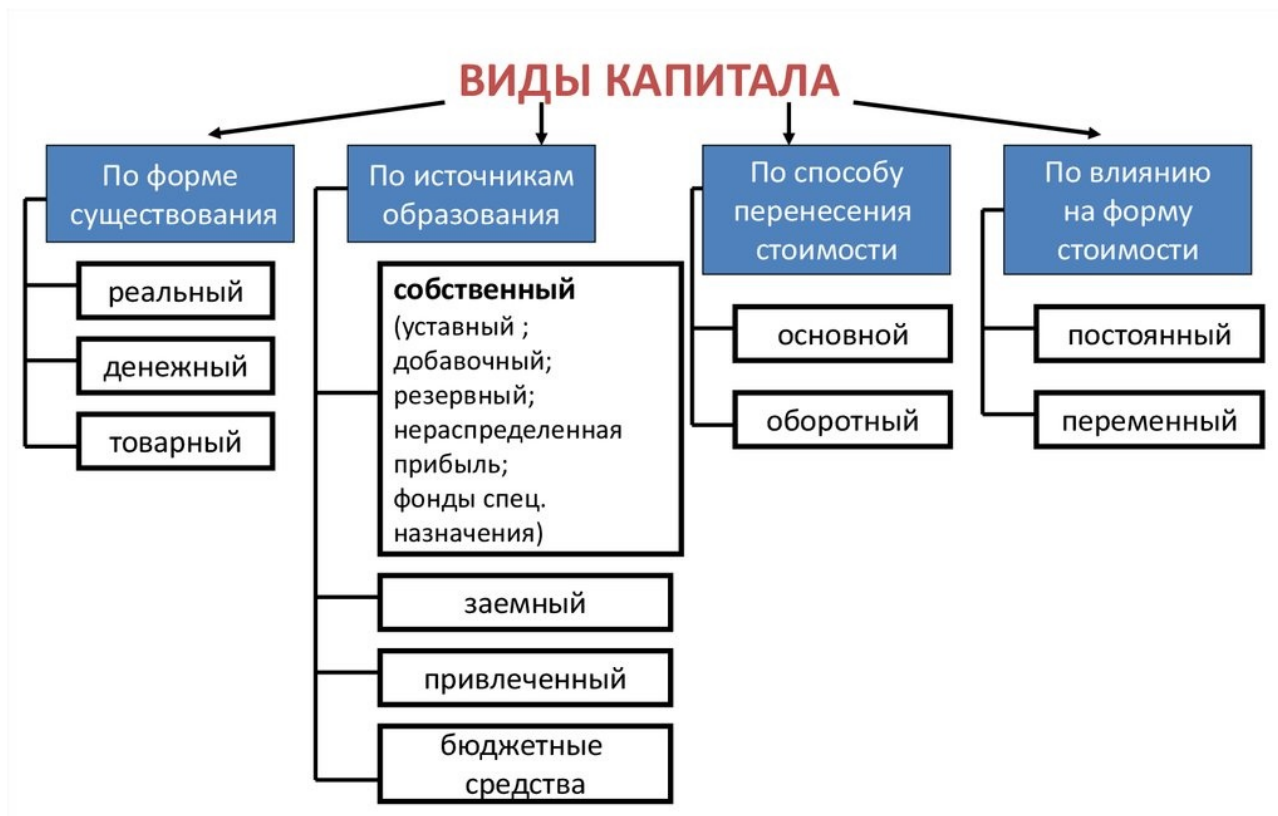 ВИДЫ КАПИТАЛА
По форме
существования
реальный
денежный
товарный
По источникам
образования
собственный
(уставный ;
добавочный;
резервный;
нераспределенная
прибыль;
фонды спец.
назначения)
заемный
привлеченный
бюджетные
средства
По способу
перенесения
стоимости
основной
оборотный
По влиянию
на форму
стоимости
постоянный
переменный